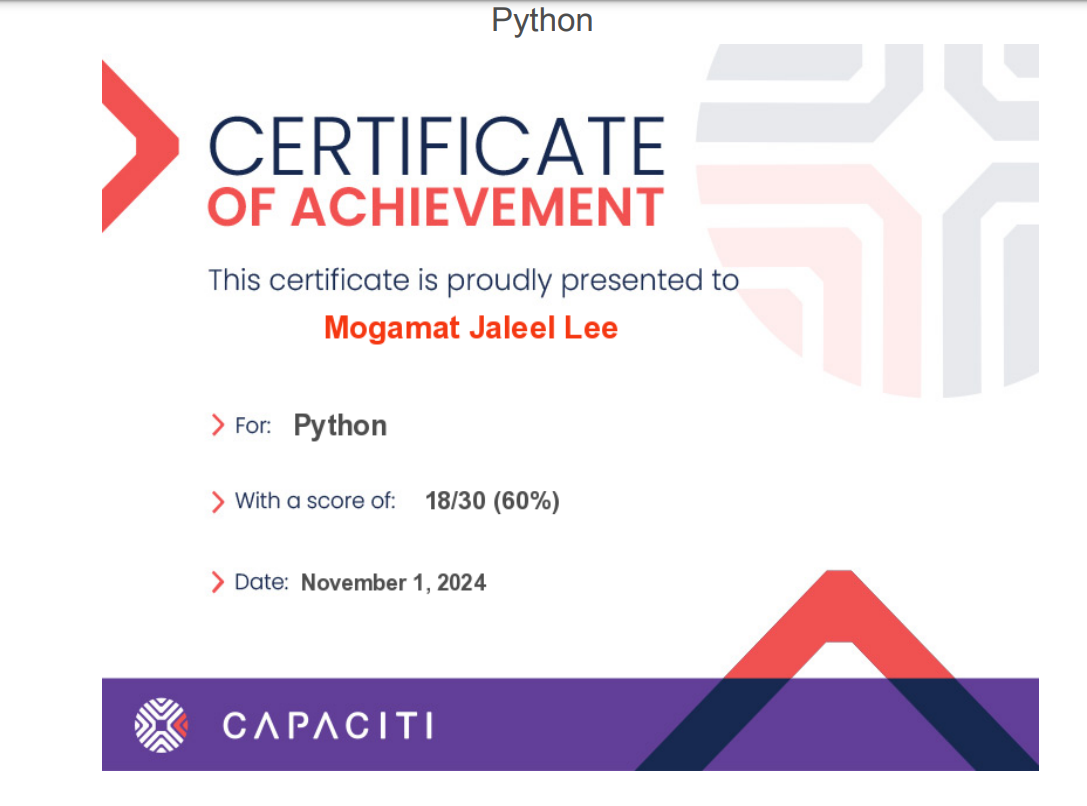 Python
CERTIFICATE
OF ACHIEVEMENT
This certificate is proudly presented to
Mogamat Jaleel Lee
For: Python
With a score of: 18/30 (60%)
Date: November 1, 2024
CAPACITI